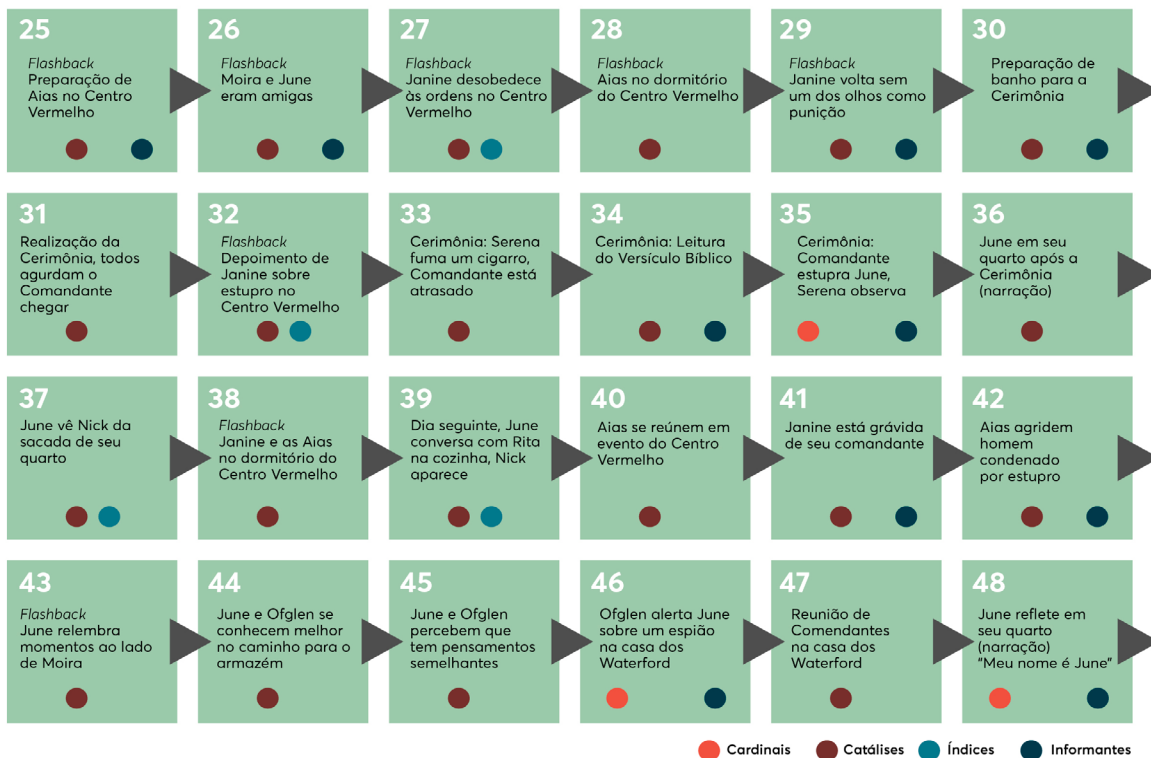 25
Flashback
Preparação de
Aias no Centro
Vermelho
26
Flashback
Moira e June
eram amigas
27
Flashback
Janine desobedece
às ordens no Centro
Vermelho
28
Flashback
Aias no dormitório
do Centro Vermelho
29
Flashback
Janine volta sem
um dos olhos como
punição
30
Preparação de
banho para a
Cerimônia
31
Realização da
Cerimônia, todos
agurdam o
Comandante
chegar
32
Flashback
Depoimento de
Janine sobre
estupro no
Centro Vermelho
33
Cerimônia: Serena
fuma um cigarro,
Comandante está
atrasado
34
Cerimônia: Leitura
do Versículo Bíblico
35
Cerimônia:
Comandante
estupra June,
Serena observa
36
June em seu
quarto após a
Cerimônia
(narração)
37
June vê Nick da
sacada de seu
quarto
38
Flashback
Janine e as Aias
no dormitório do
Centro Vermelho
39
Dia seguinte, June
conversa com Rita
na cozinha, Nick
aparece
40
Aias se reúnem em
evento do Centro
Vermelho
41
Janine está grávida
de seu comandante
42
Aias agridem
homem
condenado
por estupro
43
Flashback
June relembra
momentos ao lado
de Moira
44
June e Ofglen se
conhecem melhor
no caminho para o
armazém
45
June e Ofglen
percebem que
tem pensamentos
semelhantes
46
Ofglen alerta June
sobre um espião
na casa dos
Waterford
47
Reunião de
Comendantes
na casa dos
Waterford
48
June reflete em
seu quarto
(narração)
"Meu nome é June"
Cardinais Catálises Índices Informantes